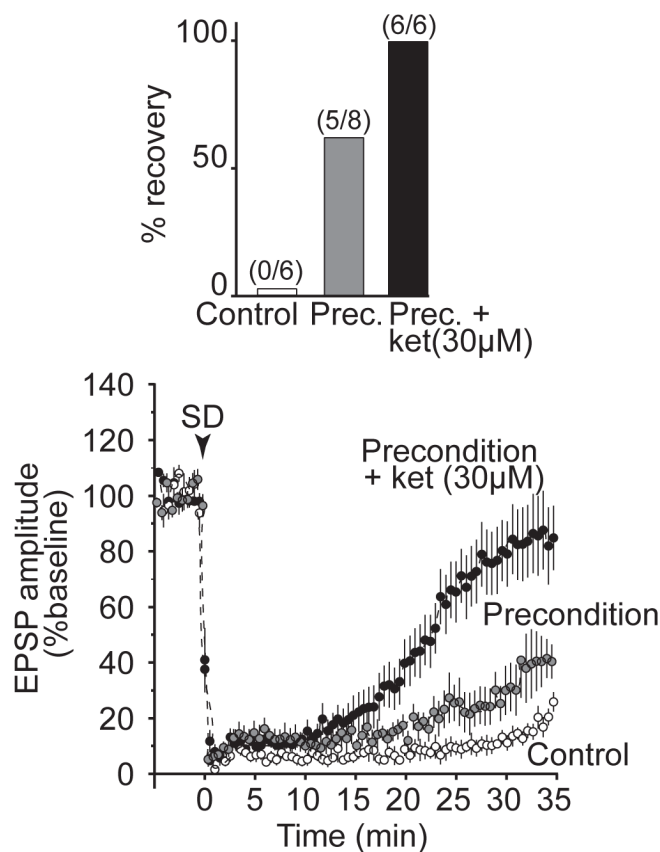 100
50
0
% recovery
(0/6)
(5/8)
(6/6)
Control
Prec.
Prec. +
ket(30µM)
140
120
100
80
60
40
20
0
EPSP amplitude
(%baseline)
SD
Precondition
+ ket (30µM)
Precondition
Control
0 5 10 15 20 25 30 35
Time (min)